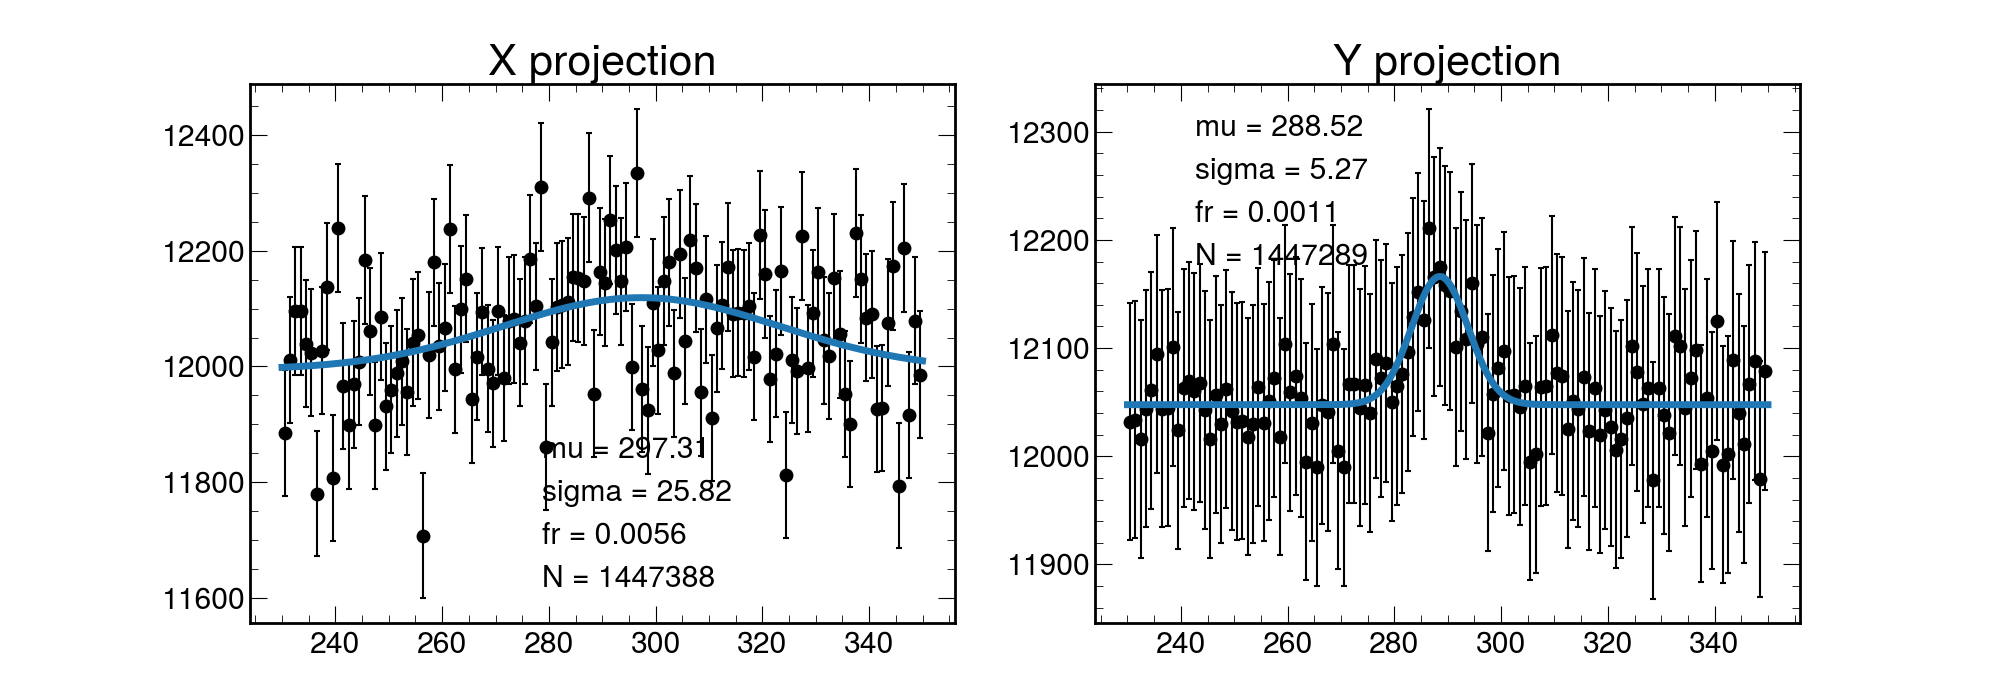 X projection
12400
12200
12000
11800
11600
mu = 297.31
sigma = 25.82
fr = 0.0056
N = 1447388
240 260 280 300 320 340
Y projection
12300
12200
12100
12000
11900
mu = 288.52
sigma = 5.27
fr = 0.0011
N = 1447289
240 260 280 300 320 340